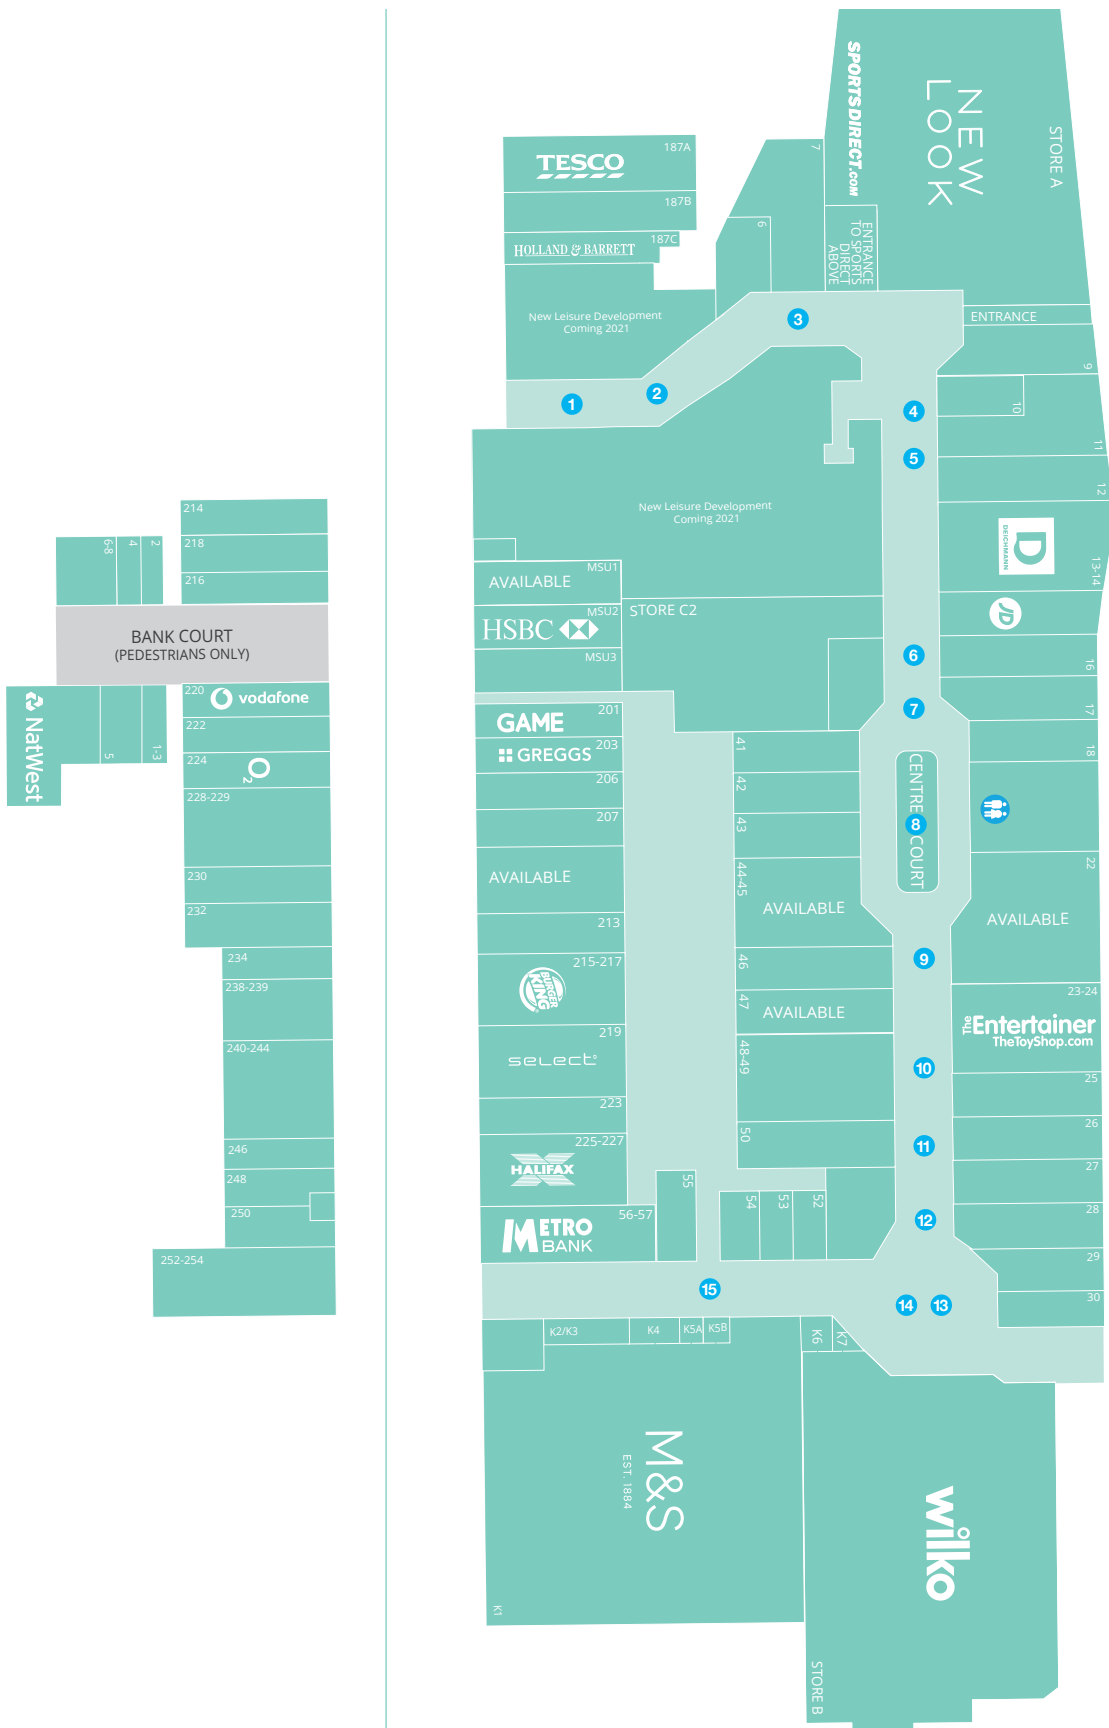 NEW
LOOK
STORE A
SPORTSDIRECT.com
ENTRANCE
TO SPORTS
DIRECT
ABOVE
7
6
187A
TESCO
187B
187C
HOLLAND & BARRETT
New Leisure Development
Coming 2021
3
ENTRANCE
9
10
11
12
1
2
4
5
New Leisure Development
Coming 2021
DEICHMANN
13-14
JD
16
17
18
MSU1
AVAILABLE
MSU2
HSBC
MSU3
STORE C2
6
7
CENTRE COURT
8
22
AVAILABLE
23-24
The Entertainer
TheToyShop.com
25
26
27
28
29
30
201
GAME
203
GREGGS
206
207
AVAILABLE
213
215-217
BURGER
KING
219
select
223
225-227
HALIFAX
56-57
METRO
BANK
41
42
43
44-45
AVAILABLE
46
47
AVAILABLE
48-49
50
55
54
53
52
9
10
11
12
15
14
13
K2/K3
K4
K5A
K5B
K6
K7
M&S
EST. 1884
K1
wilko
STORE B
214
218
216
6-8
4
2
BANK COURT
(PEDESTRIANS ONLY)
NatWest
5
1-3
220
vodafone
222
224
O2
228-229
230
232
234
238-239
240-244
246
248
250
252-254